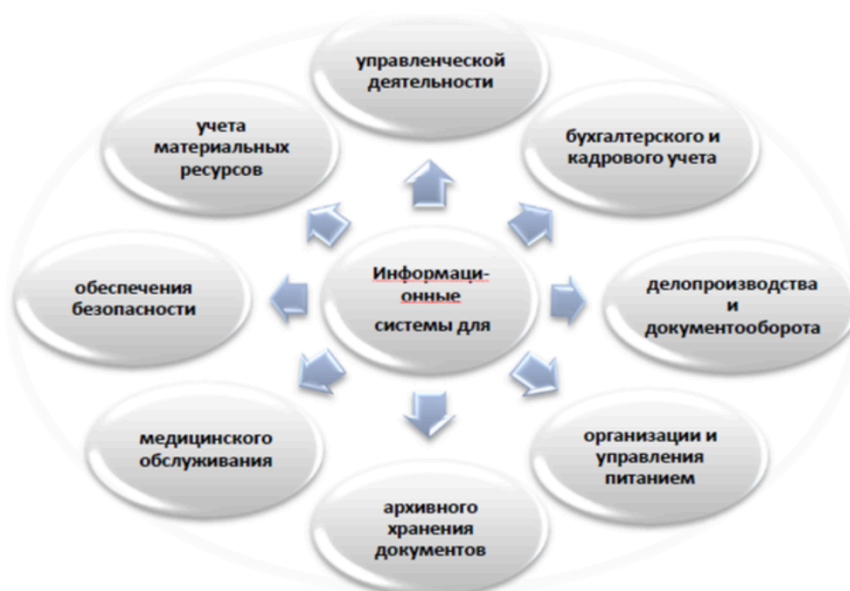 управленческой
деятельности
учета
материальных
ресурсов
бухгалтерского и
кадрового учета
Информаци-
онные
системы для
обеспечения
безопасности
делопроизводства
и
документооборота
медицинского
обслуживания
организации и
управления
питанием
архивного
хранения
документов